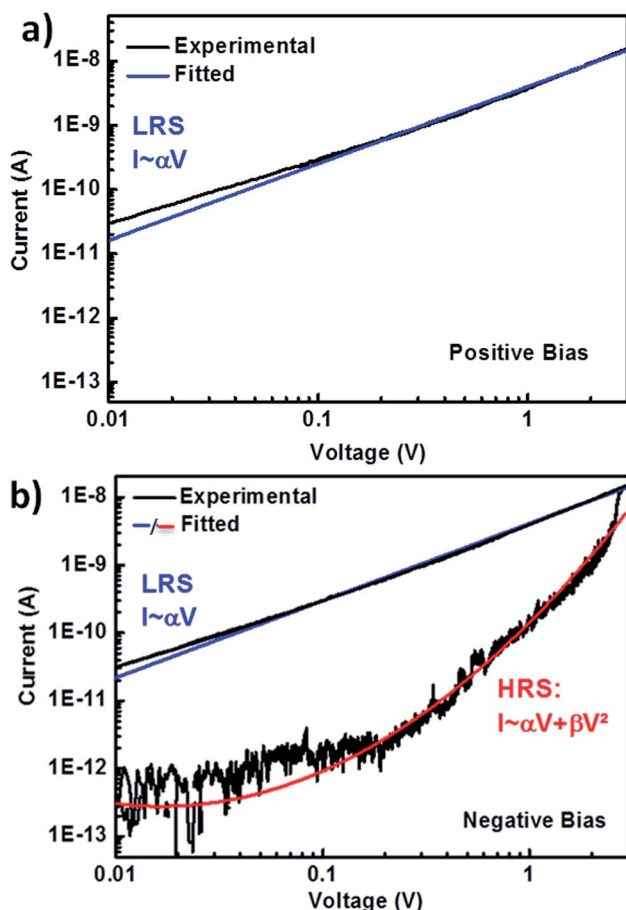 a)
Experimental
Fitted
LRS
I~αV
Current (A)
1E-8
1E-9
1E-10
1E-11
1E-12
1E-13
Positive Bias
0.01
0.1
1
Voltage (V)
b)
Experimental
/ Fitted
LRS
I~αV
Current (A)
1E-8
1E-9
1E-10
1E-11
1E-12
1E-13
HRS:
I~αV+βV²
Negative Bias
0.01
0.1
1
Voltage (V)